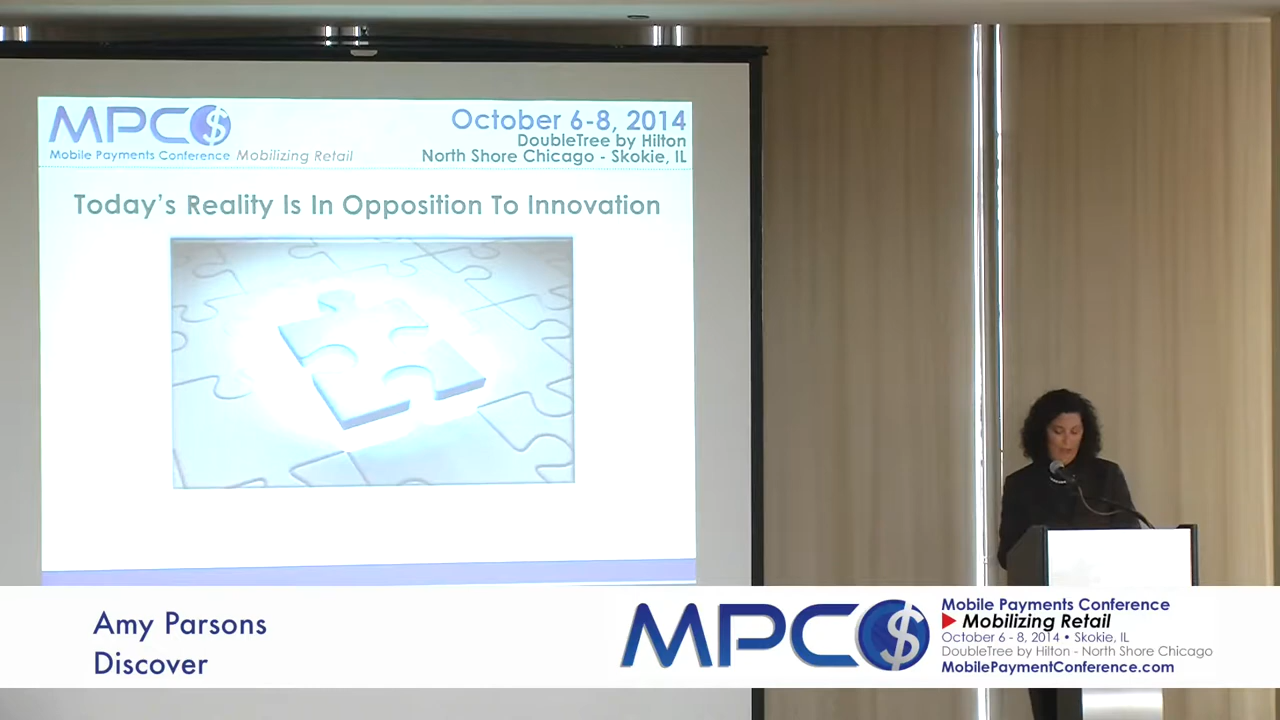 MPC$
Mobile Payments Conference Mobilizing Retail
October 6-8, 2014
DoubleTree by Hilton
North Shore Chicago - Skokie, IL
Today's Reality Is In Opposition To Innovation
Amy Parsons
Discover
MPC$
Mobile Payments Conference
Mobilizing Retail
October 6 - 8, 2014 • Skokie, IL
DoubleTree by Hilton - North Shore Chicago
MobilePaymentConference.com